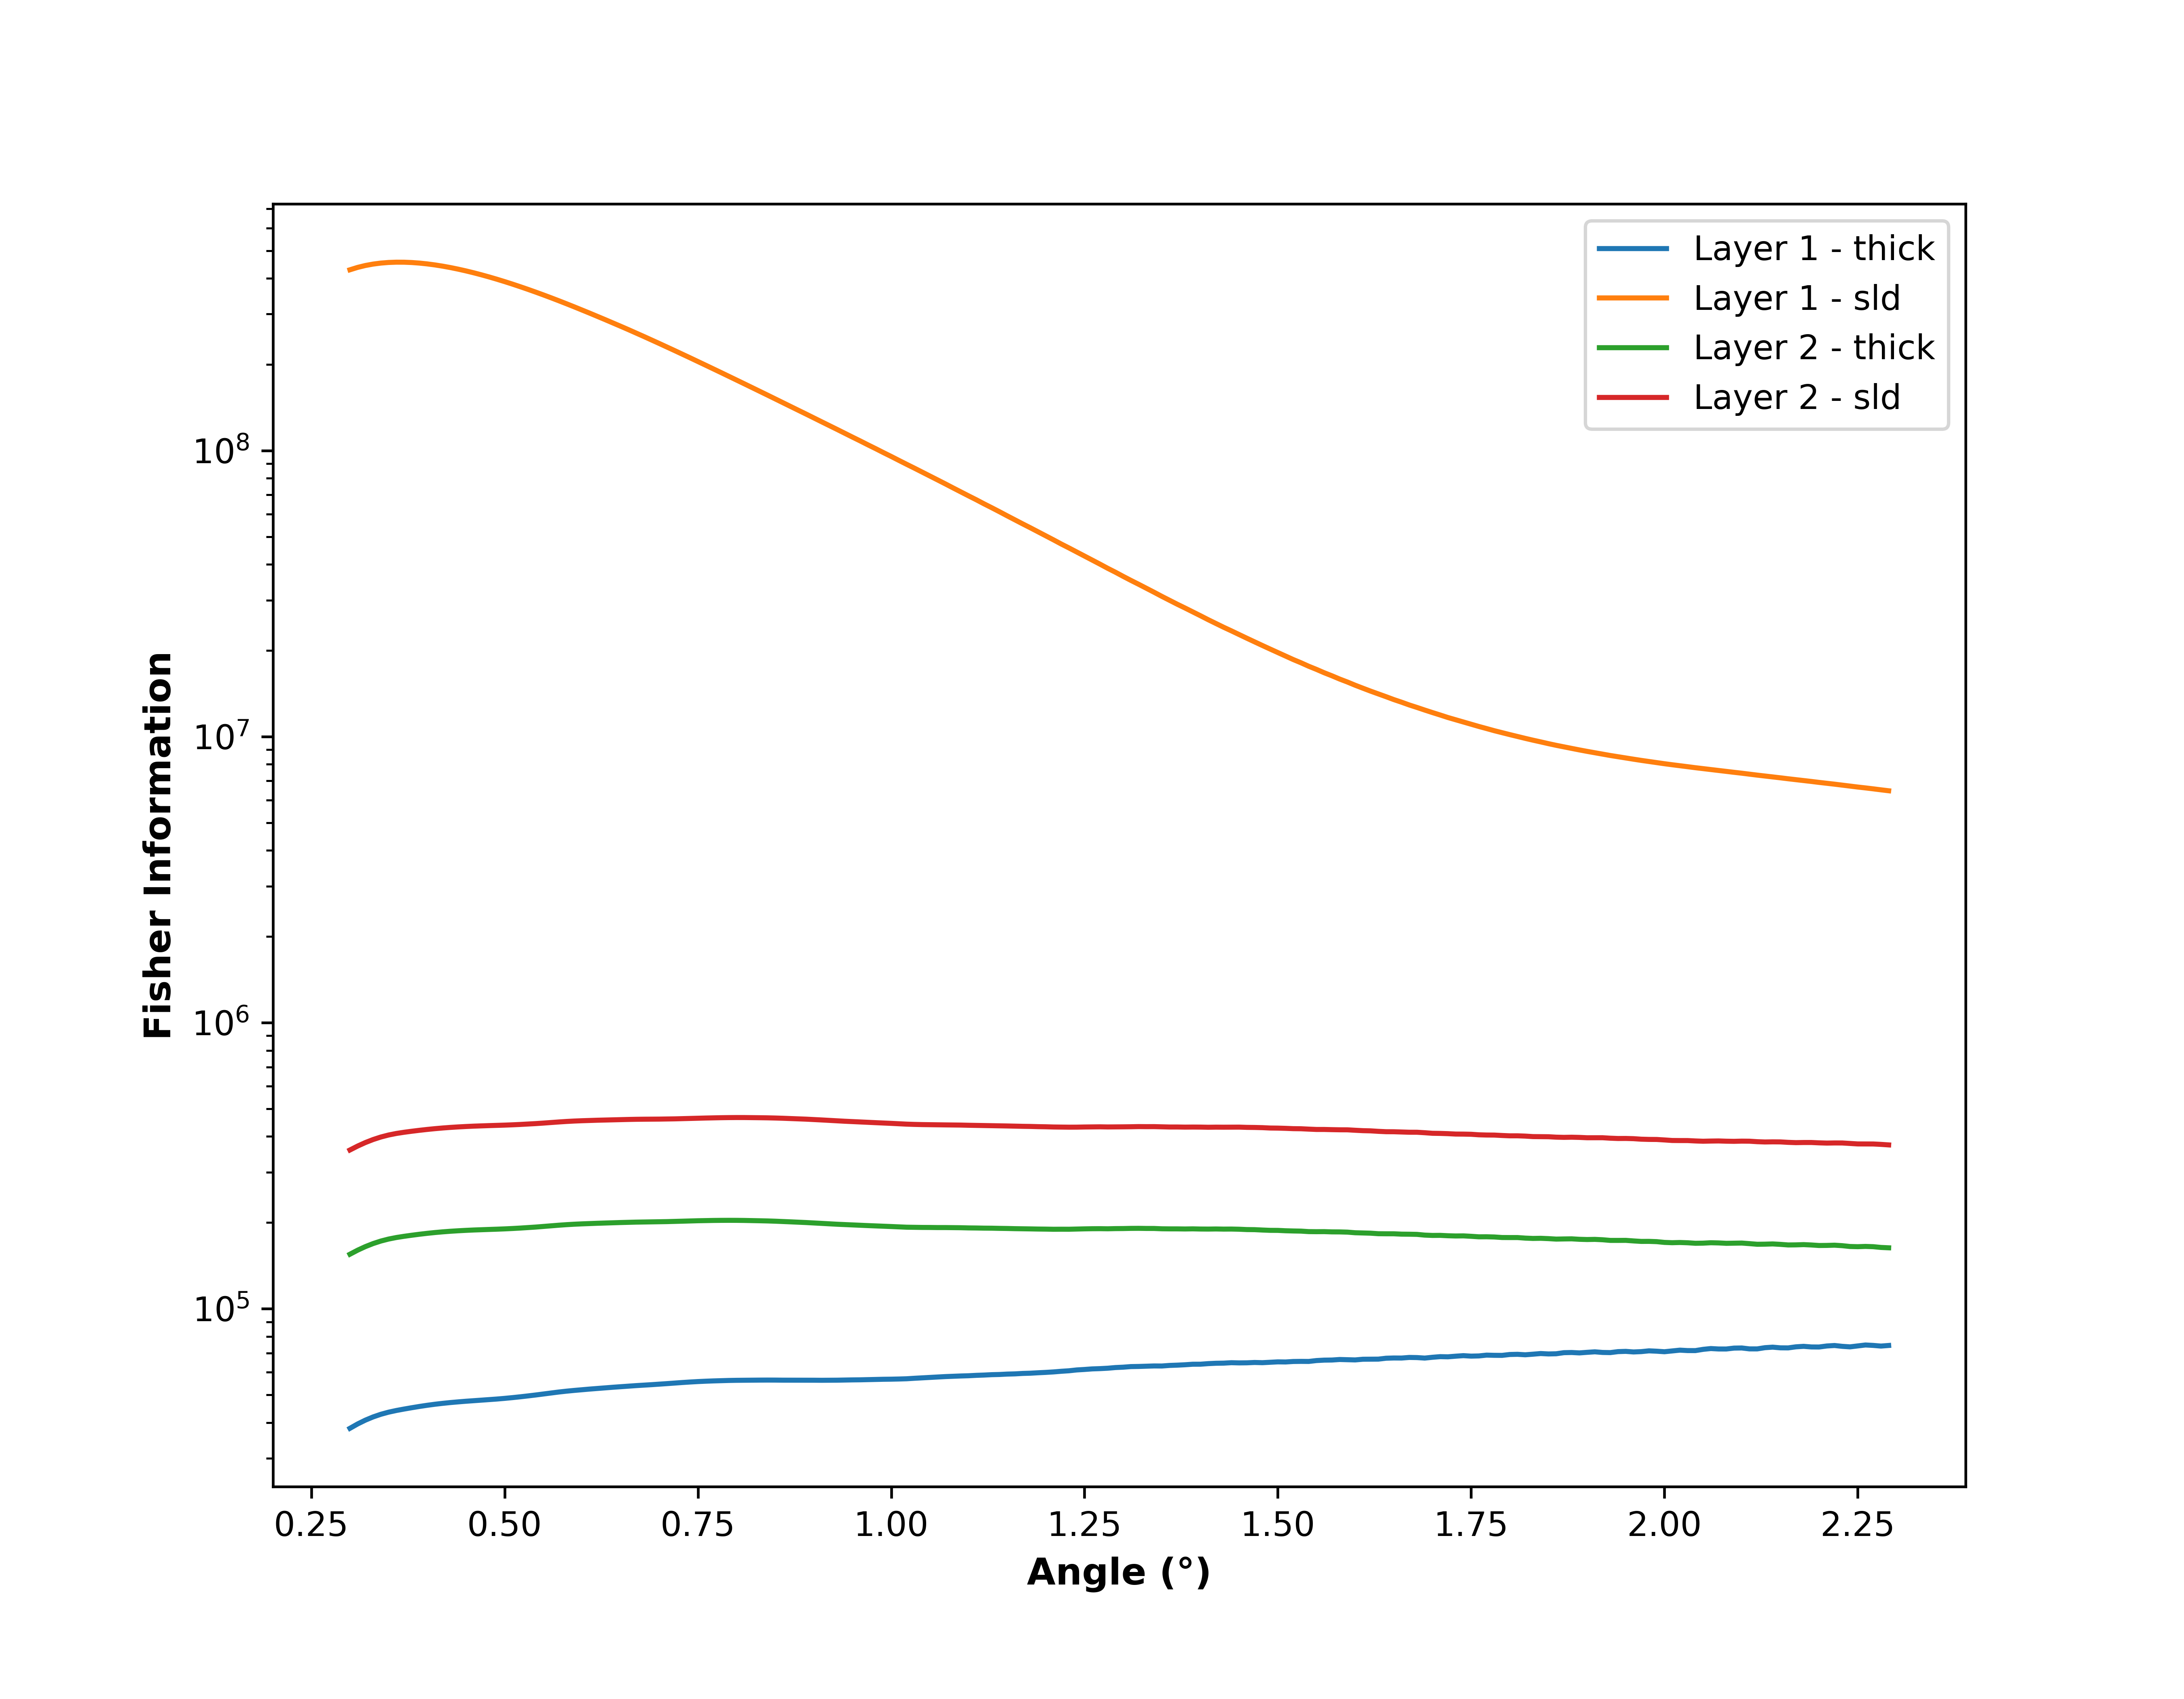 Layer 1 - thick
Layer 1 - sld
Layer 2 - thick
Layer 2 - sld
Fisher Information
10⁸
10⁷
10⁶
10⁵
0.25 0.50 0.75 1.00 1.25 1.50 1.75 2.00 2.25
Angle (°)